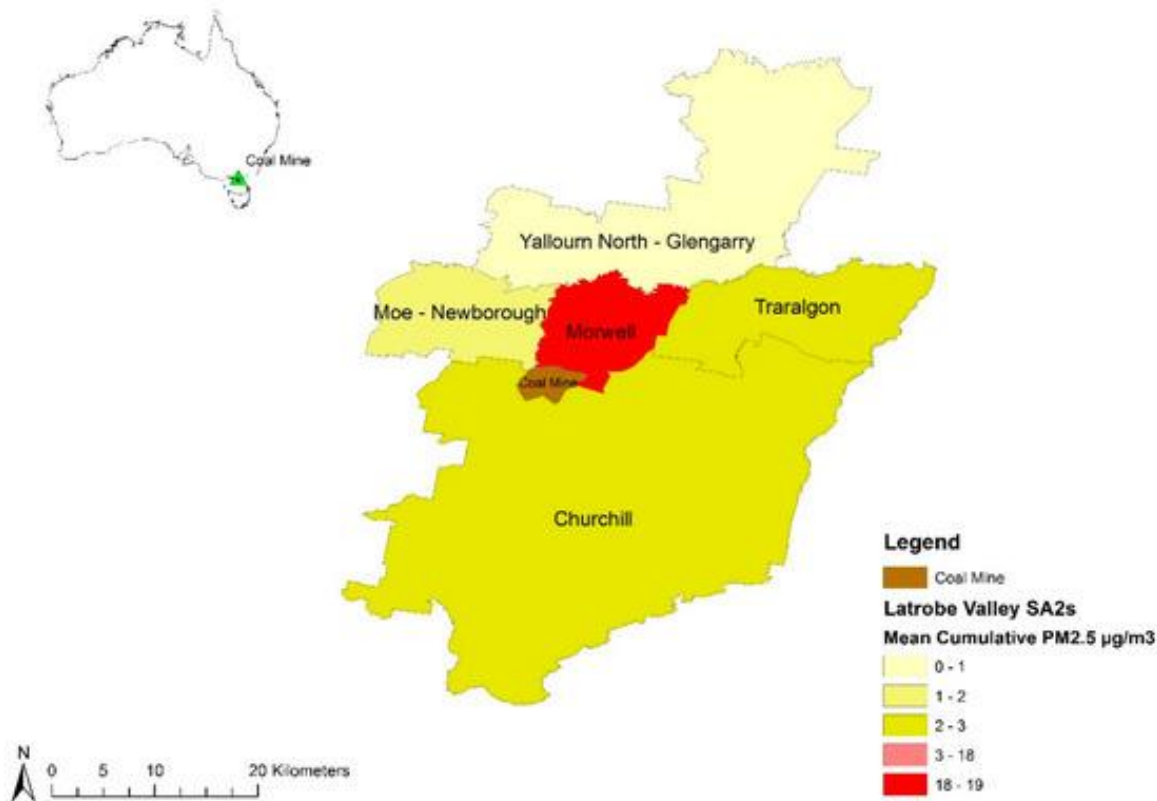 Coal Mine
Yallourn North - Glengarry
Moe - Newborough
Morwell
Traralgon
Coal Mine
Churchill
Legend
Coal Mine
Latrobe Valley SA2s
Mean Cumulative PM2.5 µg/m3
0 - 1
1 - 2
2 - 3
3 - 18
18 - 19
N
0 5 10 20 Kilometers